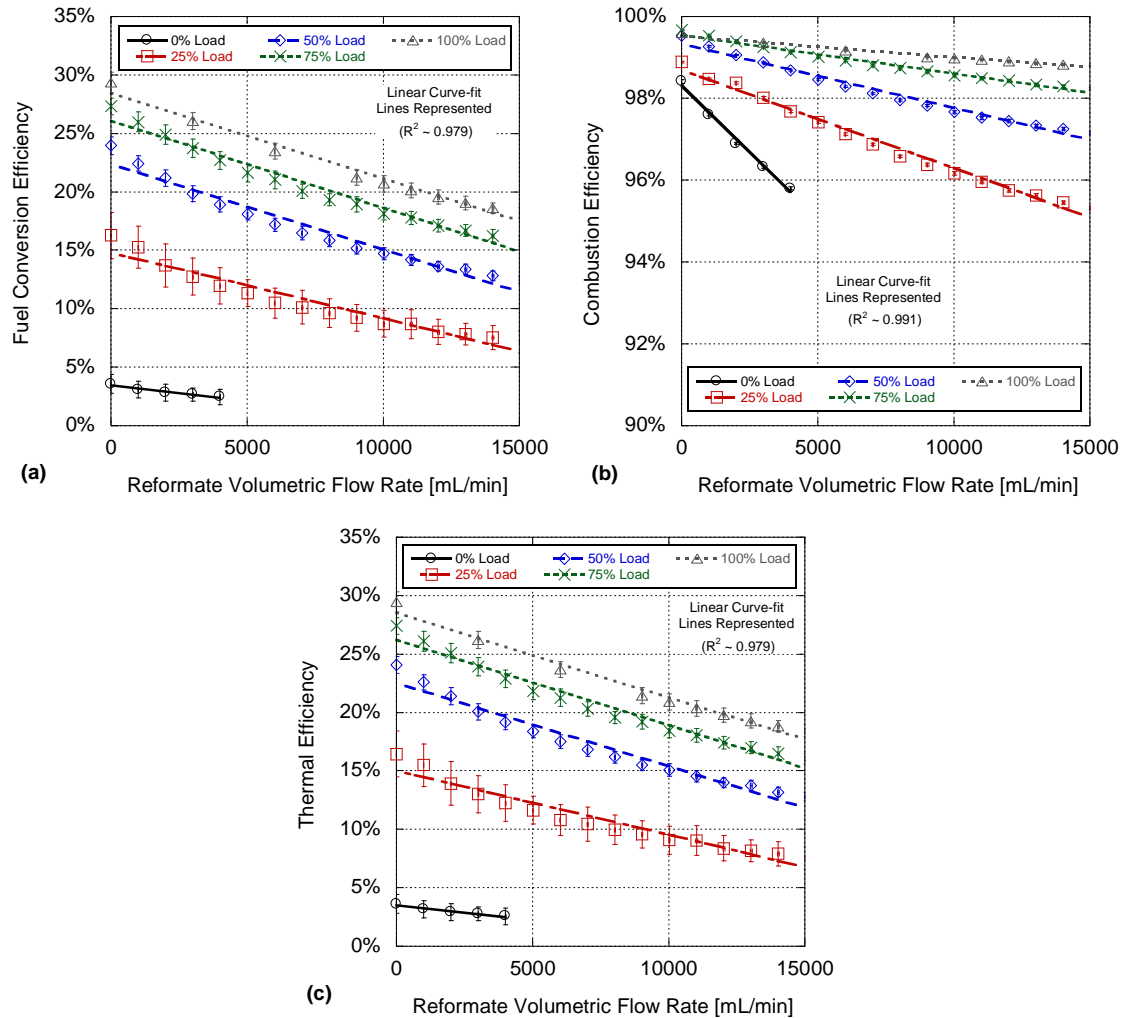 0% Load
50% Load
100% Load
25% Load
75% Load
Linear Curve-fit
Lines Represented
(R² ~ 0.979)
35%
30%
25%
20%
15%
10%
5%
0%
Fuel Conversion Efficiency
0
5000
10000
15000
Reformate Volumetric Flow Rate [mL/min]
(a)
100%
98%
96%
94%
92%
90%
Combustion Efficiency
Linear Curve-fit
Lines Represented
(R² ~ 0.991)
0% Load
50% Load
100% Load
25% Load
75% Load
0
5000
10000
15000
Reformate Volumetric Flow Rate [mL/min]
(b)
35%
30%
25%
20%
15%
10%
5%
0%
Thermal Efficiency
0% Load
50% Load
100% Load
25% Load
75% Load
Linear Curve-fit
Lines Represented
(R² ~ 0.979)
0
5000
10000
15000
Reformate Volumetric Flow Rate [mL/min]
(c)